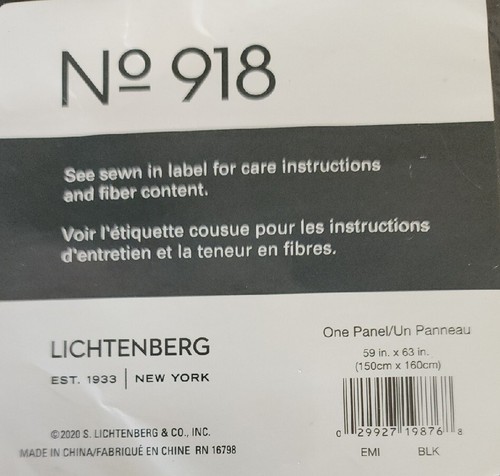 Nº 918
See sewn in label for care instructions
and fiber content.
Voir l'étiquette cousue pour les instructions
d'entretien et la teneur en fibres.
LICHTENBERG
EST. 1933 | NEW YORK
©2020 S. LICHTENBERG & CO., INC.
MADE IN CHINA/FABRIQUÉ EN CHINE RN 16798
One Panel/Un Panneau
59 in. x 63 in.
(150cm x 160cm)
0 29927 19876 8
EMI BLK